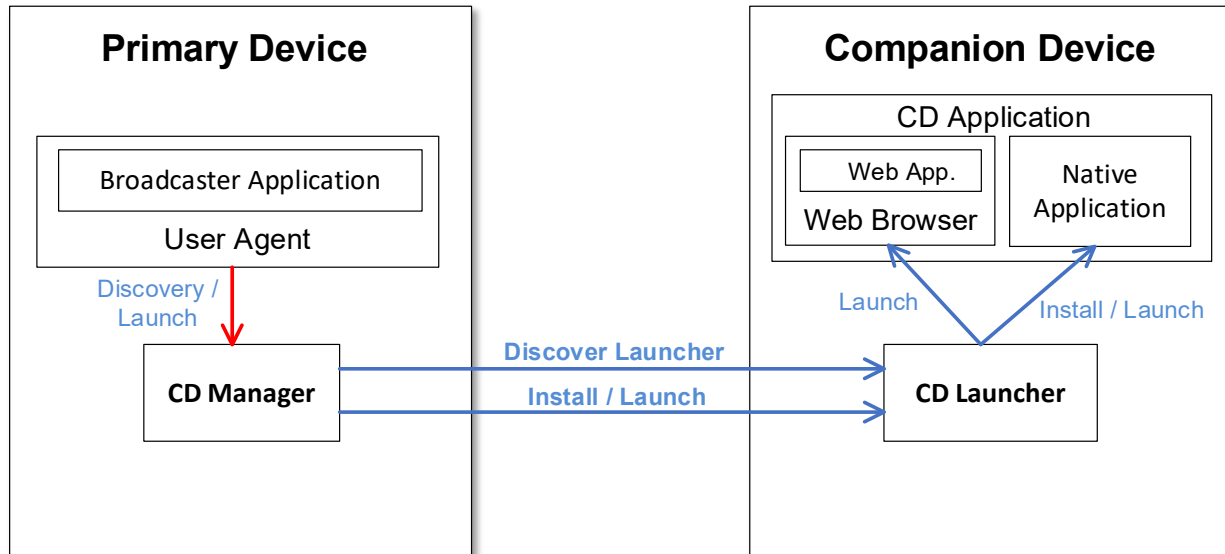 Primary Device
Broadcaster Application
User Agent
Discovery /
Launch
CD Manager
Discover Launcher
Install / Launch
Companion Device
CD Application
Web App.
Web Browser
Native
Application
Launch
Install / Launch
CD Launcher